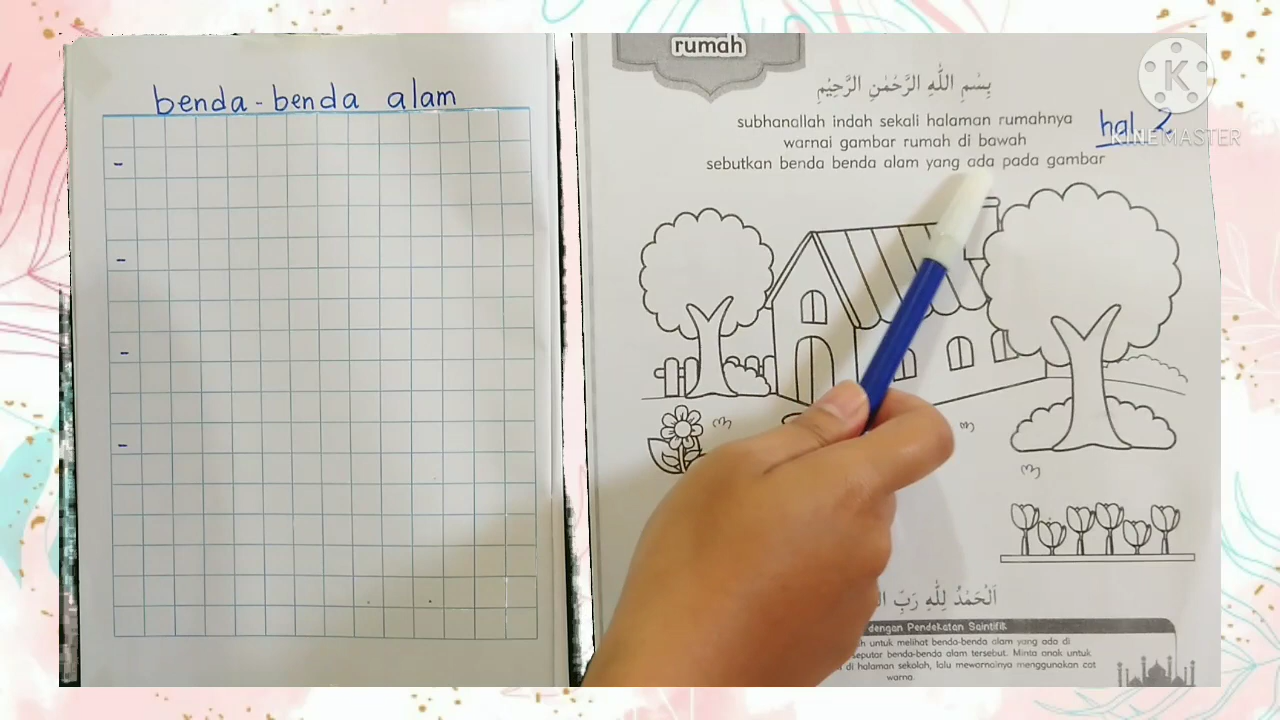 benda-benda alam
-
-
-
-
rumah
بِسْمِ اللَّهِ الرَّحْمَٰنِ الرَّحِيْمِ
subhanallah indah sekali halaman rumahnya
warnai gambar rumah di bawah
sebutkan benda benda alam yang ada pada gambar
hal. 2
K
KINEMASTER
اَلْحَمْدُ لِلَّهِ رَبِّ
dengan Pendekatan Saintifik
untuk melihat benda-benda alam yang ada di
seputar benda-benda alam tersebut. Minta anak untuk
di halaman sekolah, lalu mewarnainya menggunakan cat
warna.